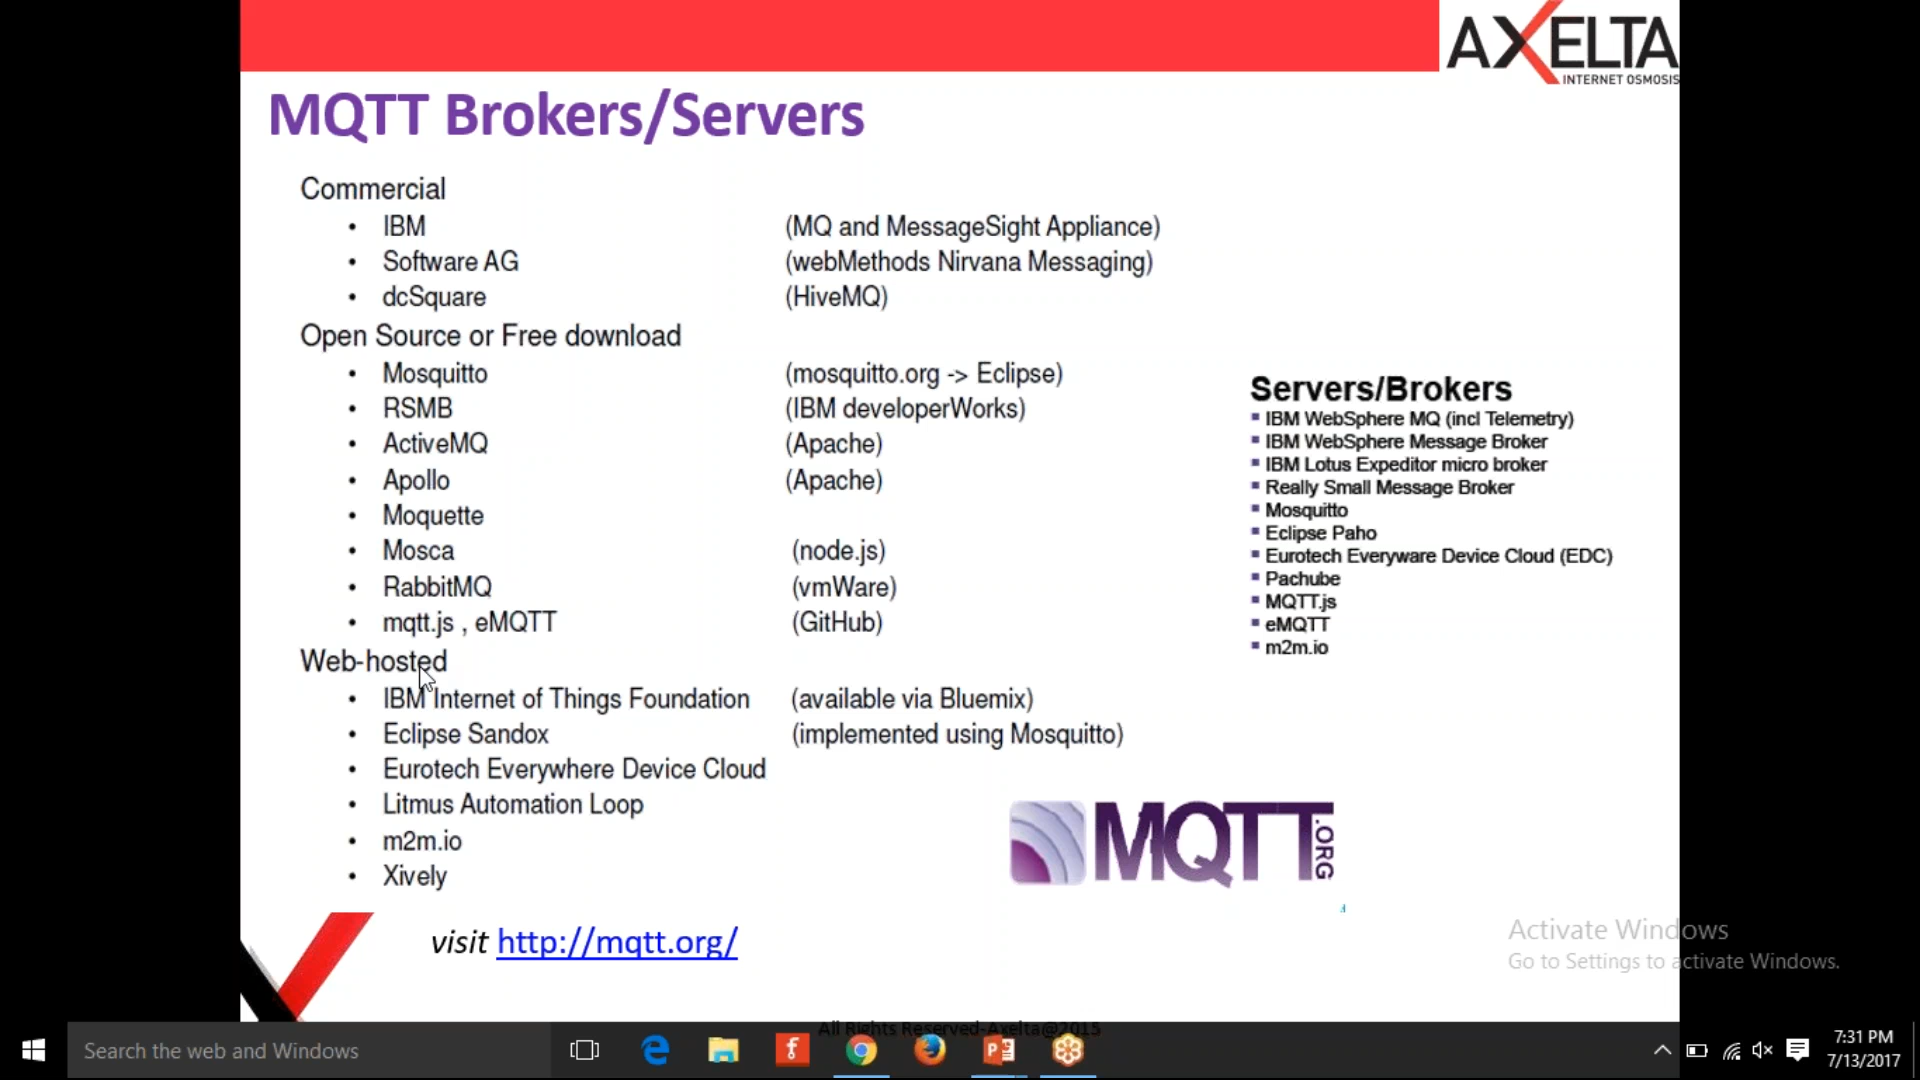 AXELTA
INTERNET OSMOSIS
MQTT Brokers/Servers
Commercial
• IBM (MQ and MessageSight Appliance)
• Software AG (webMethods Nirvana Messaging)
• dcSquare (HiveMQ)
Open Source or Free download
• Mosquitto (mosquitto.org -> Eclipse)
• RSMB (IBM developerWorks)
• ActiveMQ (Apache)
• Apollo (Apache)
• Moquette
• Mosca (node.js)
• RabbitMQ (vmWare)
• mqtt.js , eMQTT (GitHub)
Web-hosted
• IBM Internet of Things Foundation (available via Bluemix)
• Eclipse Sandox (implemented using Mosquitto)
• Eurotech Everywhere Device Cloud
• Litmus Automation Loop
• m2m.io
• Xively
Servers/Brokers
▪ IBM WebSphere MQ (incl Telemetry)
▪ IBM WebSphere Message Broker
▪ IBM Lotus Expeditor micro broker
▪ Really Small Message Broker
▪ Mosquitto
▪ Eclipse Paho
▪ Eurotech Everyware Device Cloud (EDC)
▪ Pachube
▪ MQTT.js
▪ eMQTT
▪ m2m.io
MQTT.ORG
visit http://mqtt.org/
Activate Windows
Go to Settings to activate Windows.
All Rights Reserved-Axelta@2015
Search the web and Windows
7:31 PM
7/13/2017